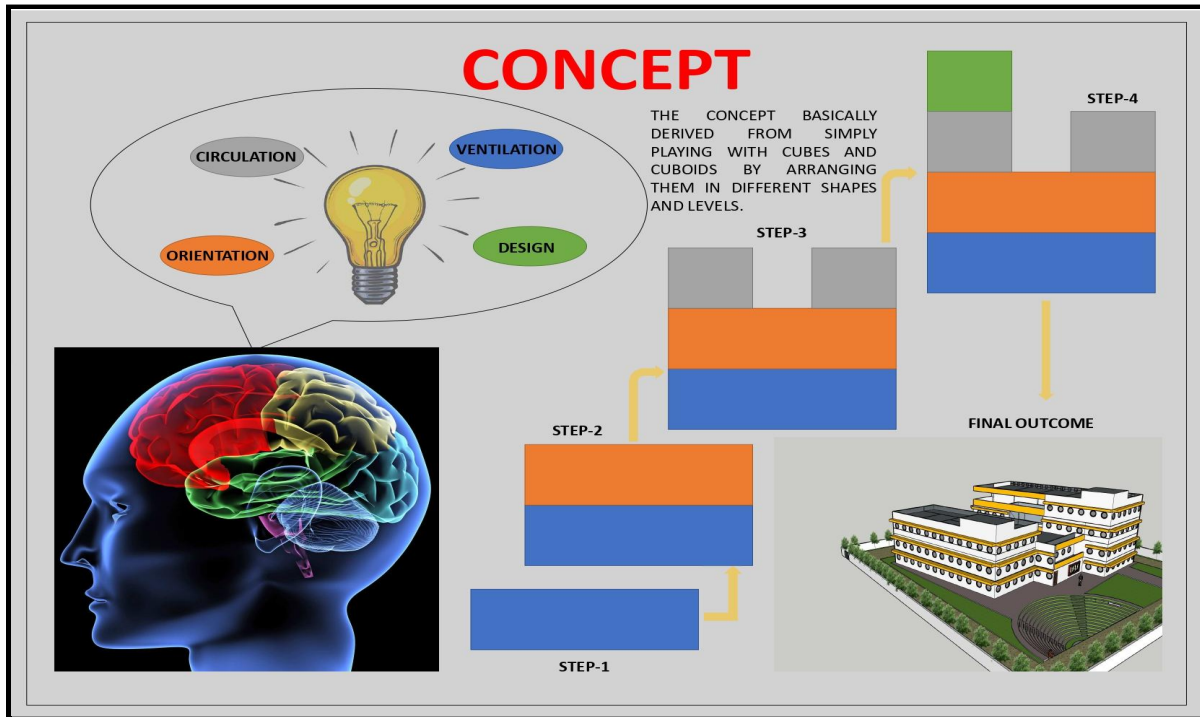 CONCEPT
CIRCULATION
VENTILATION
ORIENTATION
DESIGN
THE CONCEPT BASICALLY
DERIVED FROM SIMPLY
PLAYING WITH CUBES AND
CUBOIDS BY ARRANGING
THEM IN DIFFERENT SHAPES
AND LEVELS.
STEP-4
STEP-3
STEP-2
STEP-1
FINAL OUTCOME